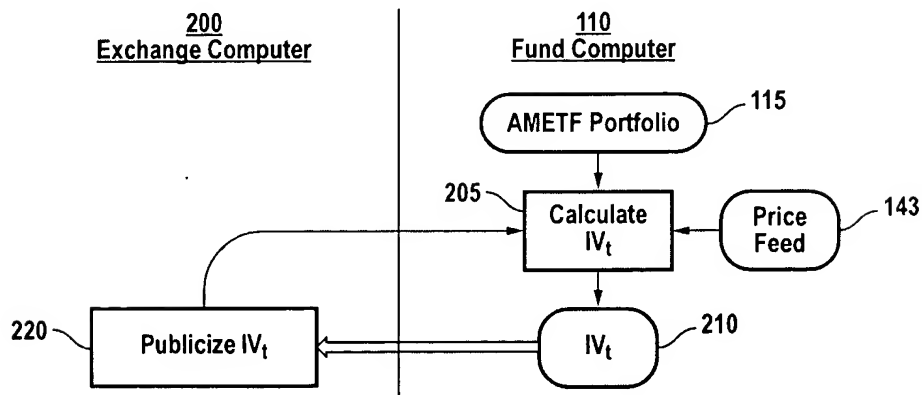 200
Exchange Computer
110
Fund Computer
AMETF Portfolio
115
205
Calculate
IVt
Price
Feed
143
220
Publicize IVt
IVt
210